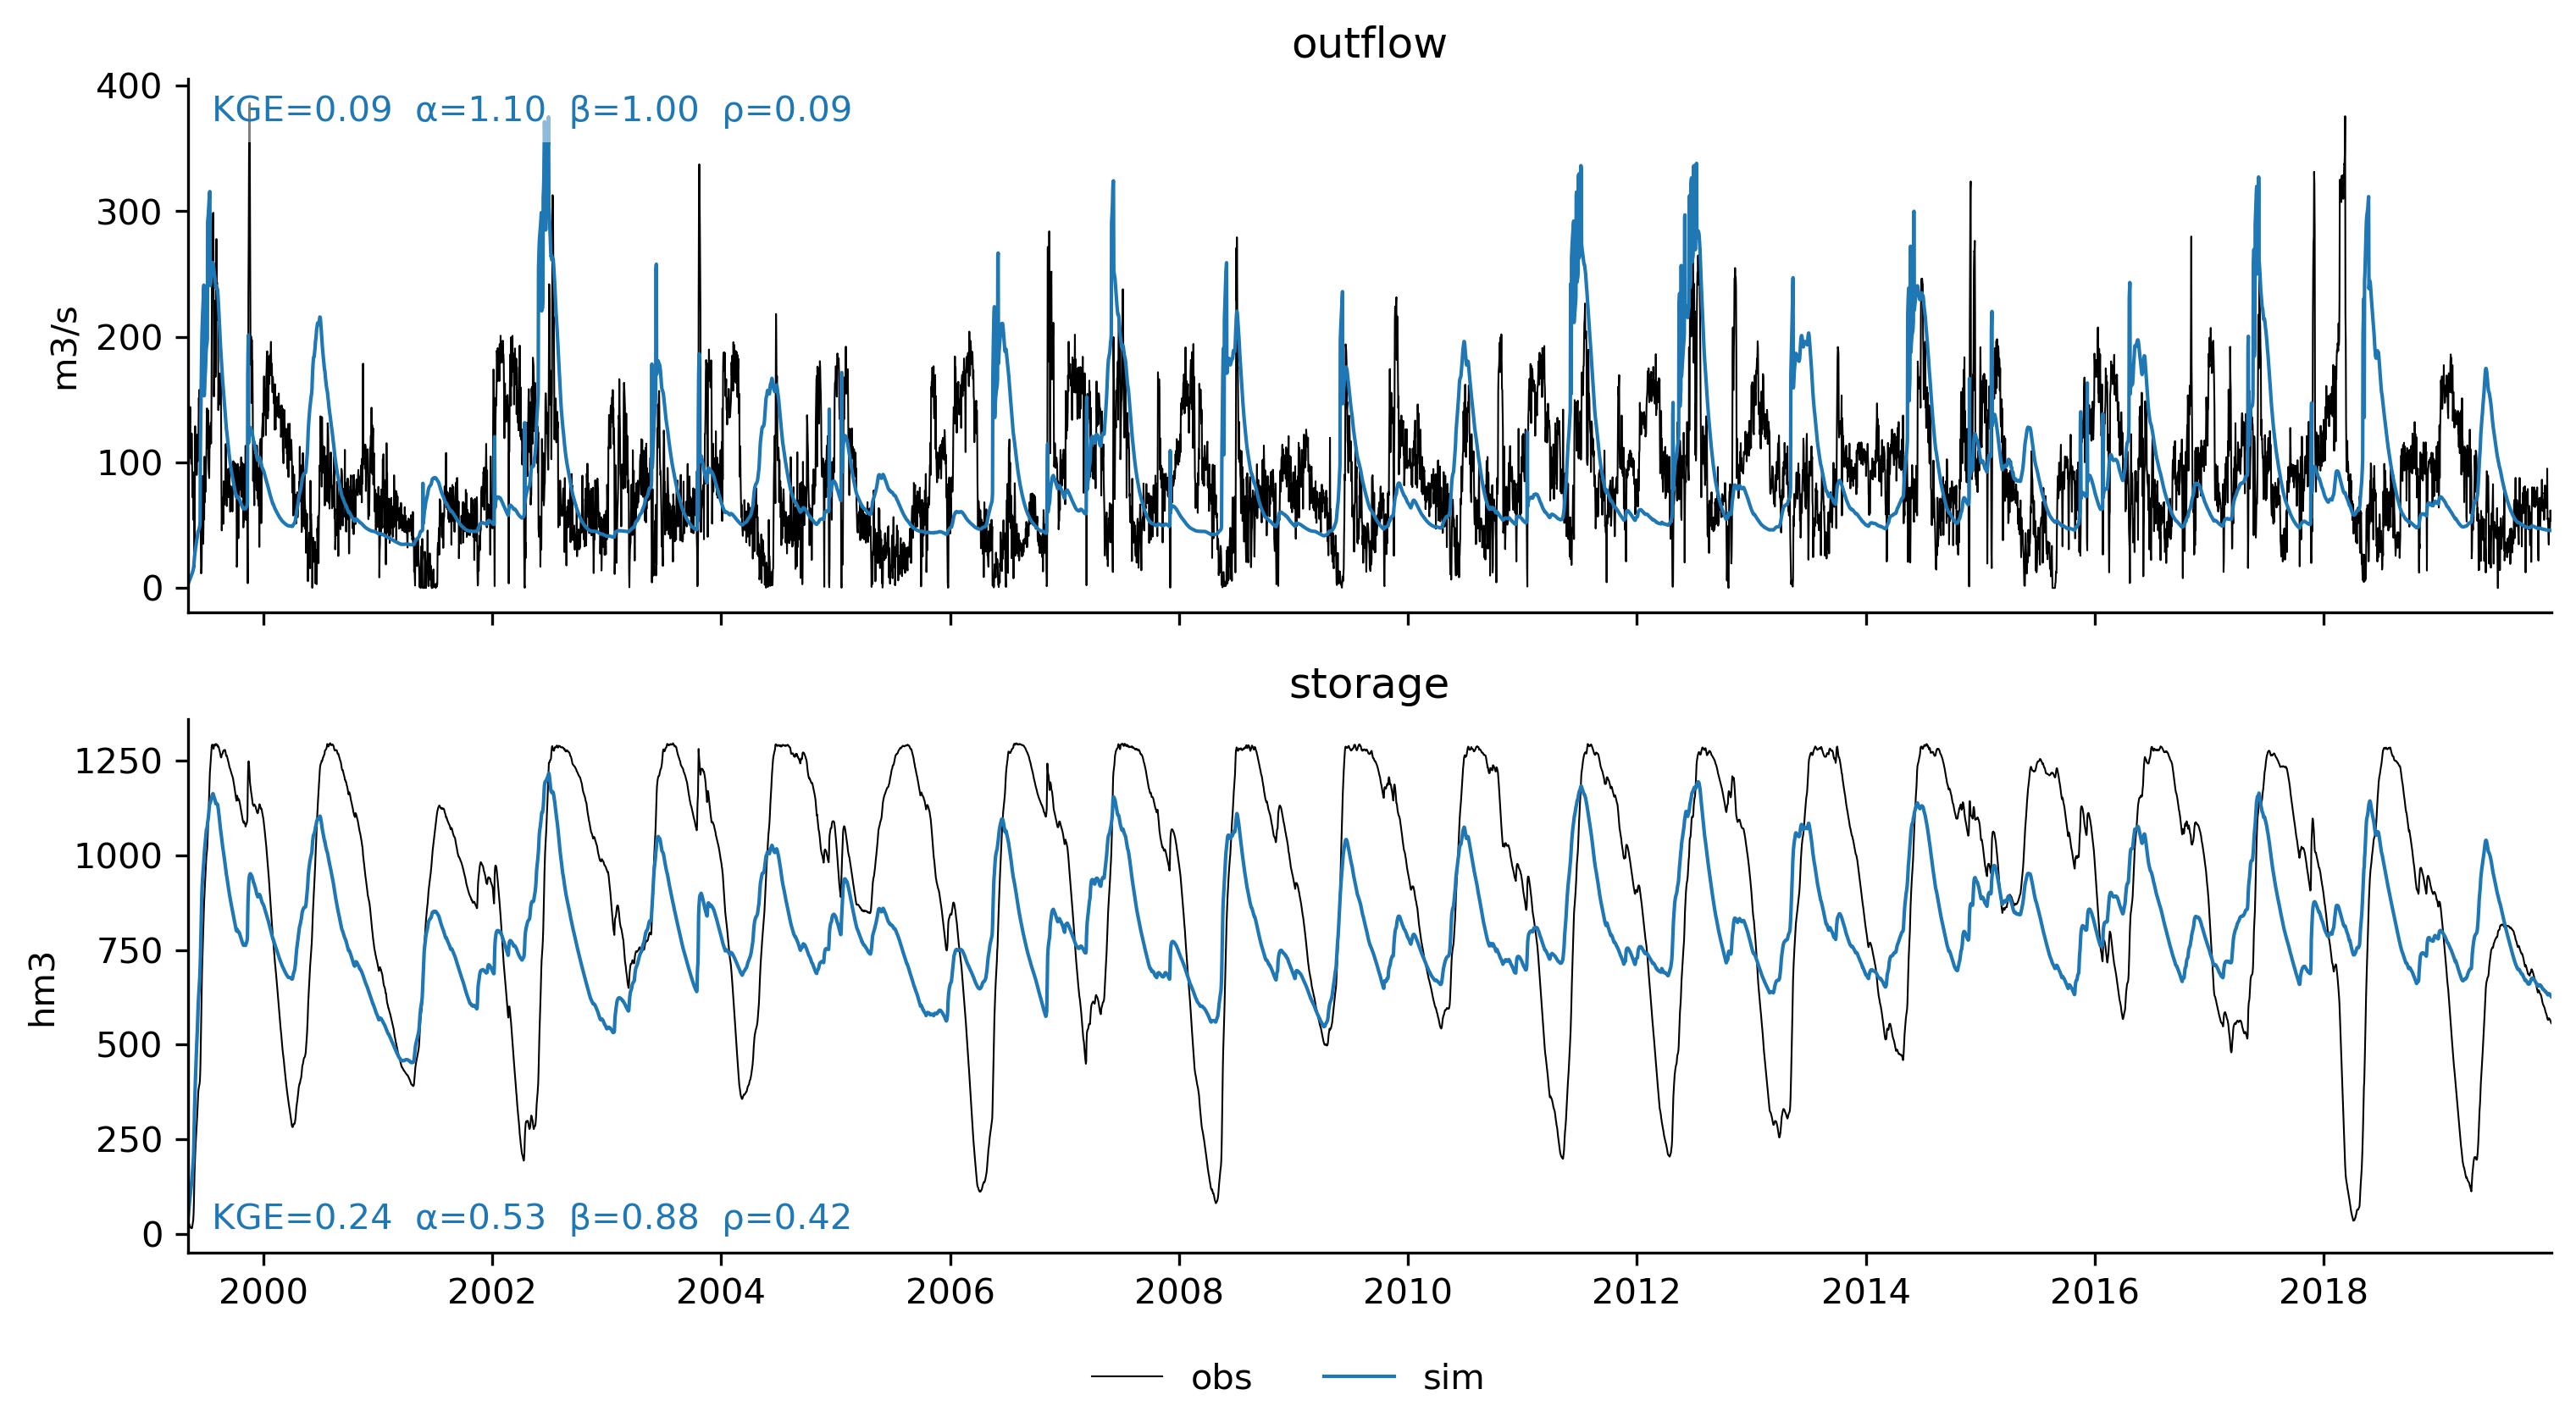 outflow
400
300
200
100
0
m3/s
KGE=0.09 α=1.10 β=1.00 ρ=0.09
storage
1250
1000
750
500
250
0
hm3
KGE=0.24 α=0.53 β=0.88 ρ=0.42
2000 2002 2004 2006 2008 2010 2012 2014 2016 2018
obs sim